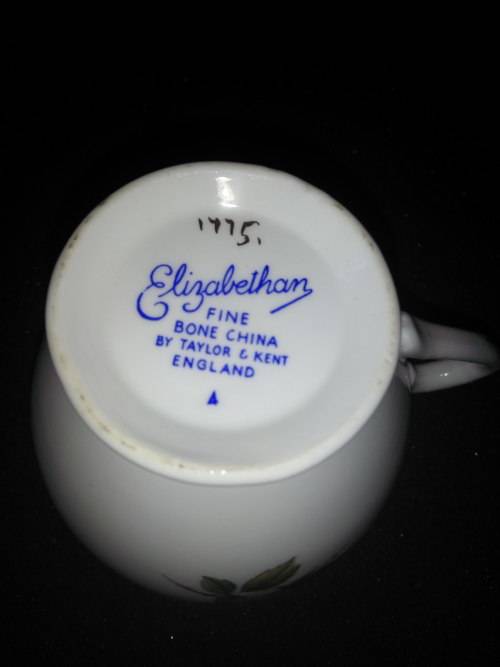 1775.
Elizabethan
FINE
BONE CHINA
BY TAYLOR & KENT
ENGLAND